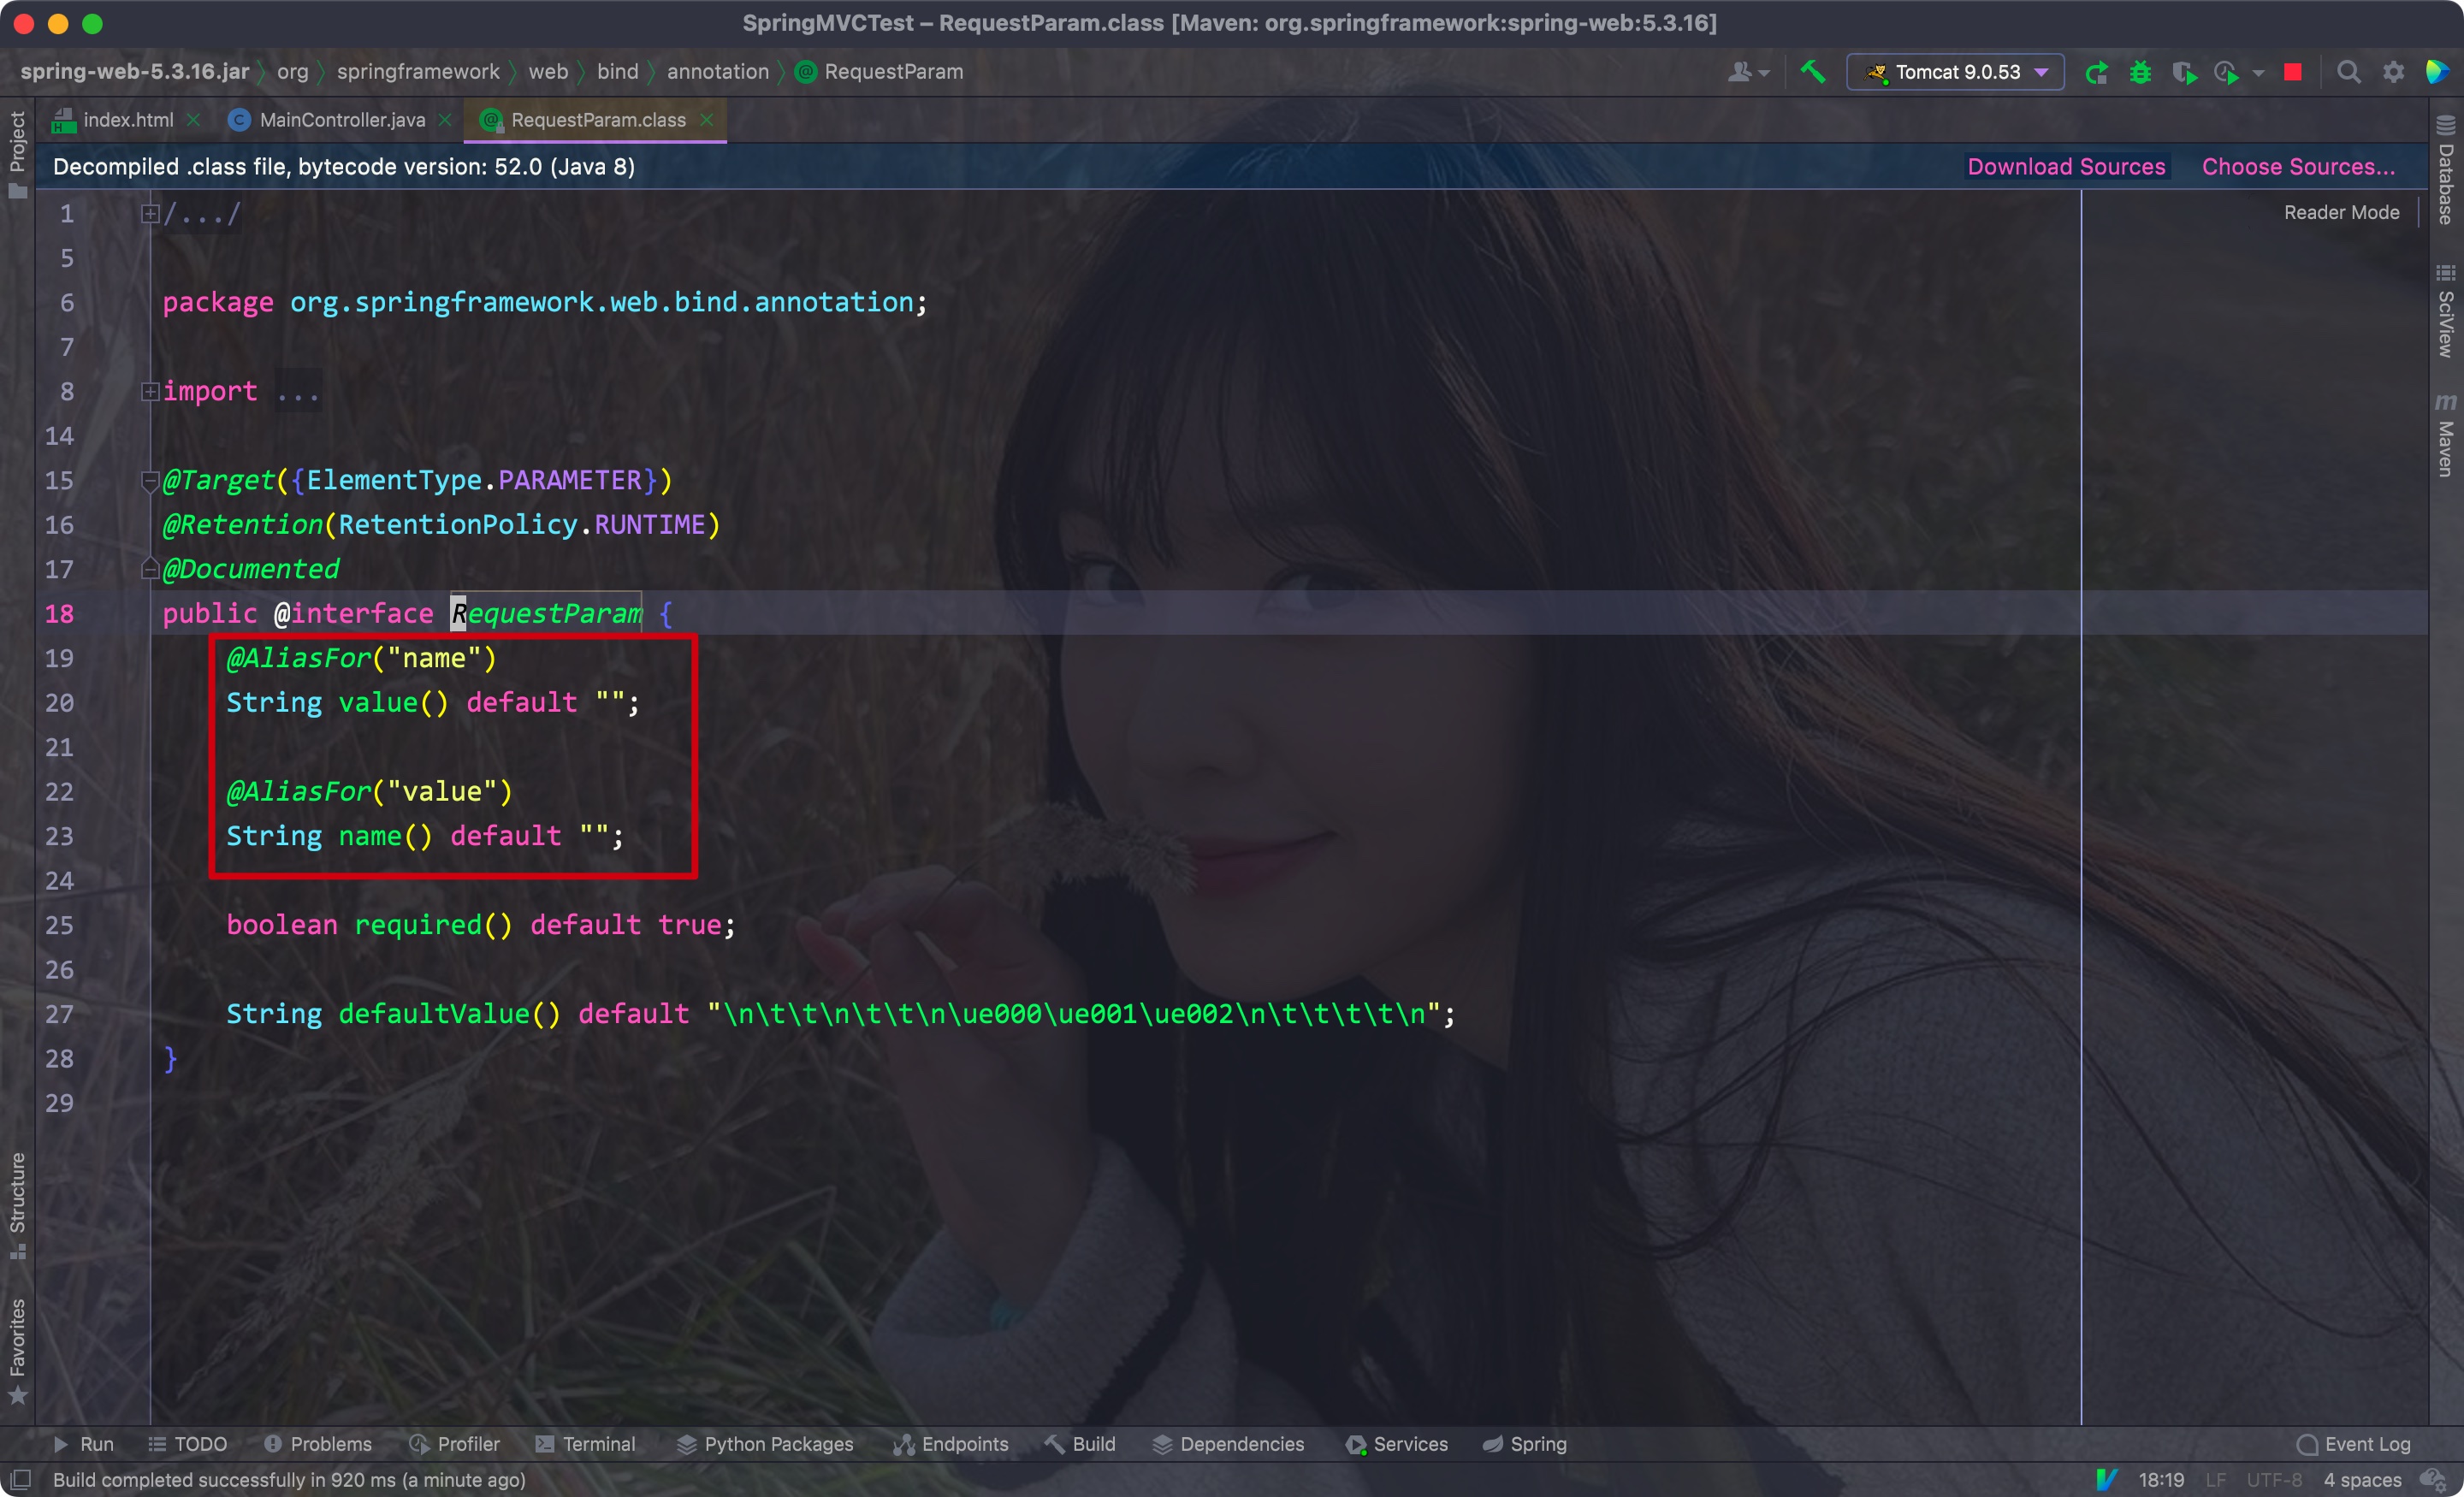 SpringMVCTest – RequestParam.class [Maven: org.springframework:spring-web:5.3.16]
spring-web-5.3.16.jar org springframework web bind annotation @ RequestParam
Tomcat 9.0.53
index.html C MainController.java @ RequestParam.class
Decompiled .class file, bytecode version: 52.0 (Java 8) Download Sources Choose Sources...
Reader Mode
1 /.../
5
6 package org.springframework.web.bind.annotation;
7
8 import ...
14
15 @Target({ElementType.PARAMETER})
16 @Retention(RetentionPolicy.RUNTIME)
17 @Documented
18 public @interface RequestParam {
19 @AliasFor("name")
20 String value() default "";
21
22 @AliasFor("value")
23 String name() default "";
24
25 boolean required() default true;
26
27 String defaultValue() default "\n\t\t\n\t\t\n\ue000\ue001\ue002\n\t\t\t\t\n";
28 }
29
Project
Structure
Favorites
Database
SciView
m Maven
Run TODO Problems Profiler Terminal Python Packages Endpoints Build Dependencies Services Spring Event Log
Build completed successfully in 920 ms (a minute ago) 18:19 LF UTF-8 4 spaces